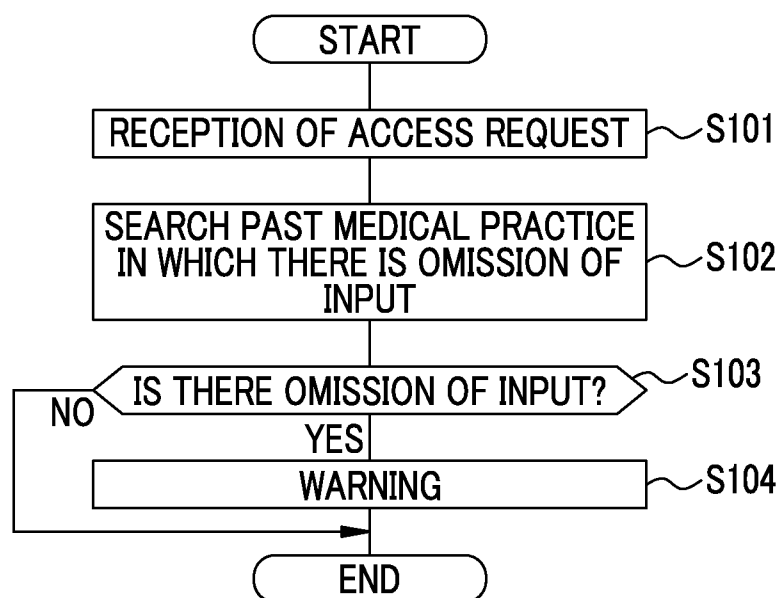 START
RECEPTION OF ACCESS REQUEST
S101
SEARCH PAST MEDICAL PRACTICE
IN WHICH THERE IS OMISSION OF
INPUT
S102
IS THERE OMISSION OF INPUT?
S103
NO
YES
WARNING
S104
END